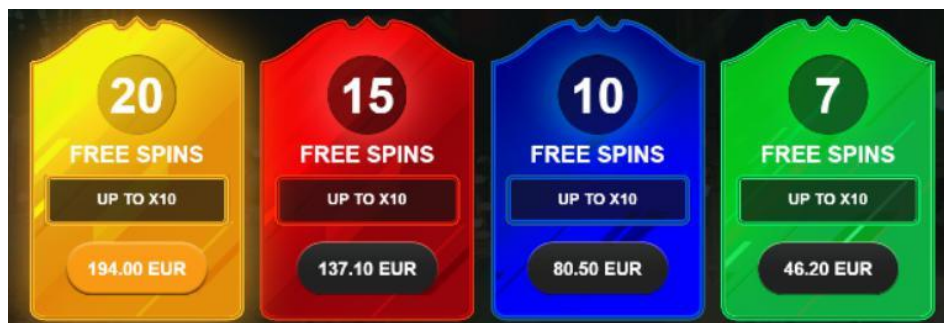 20
FREE SPINS
UP TO X10
194.00 EUR
15
FREE SPINS
UP TO X10
137.10 EUR
10
FREE SPINS
UP TO X10
80.50 EUR
7
FREE SPINS
UP TO X10
46.20 EUR